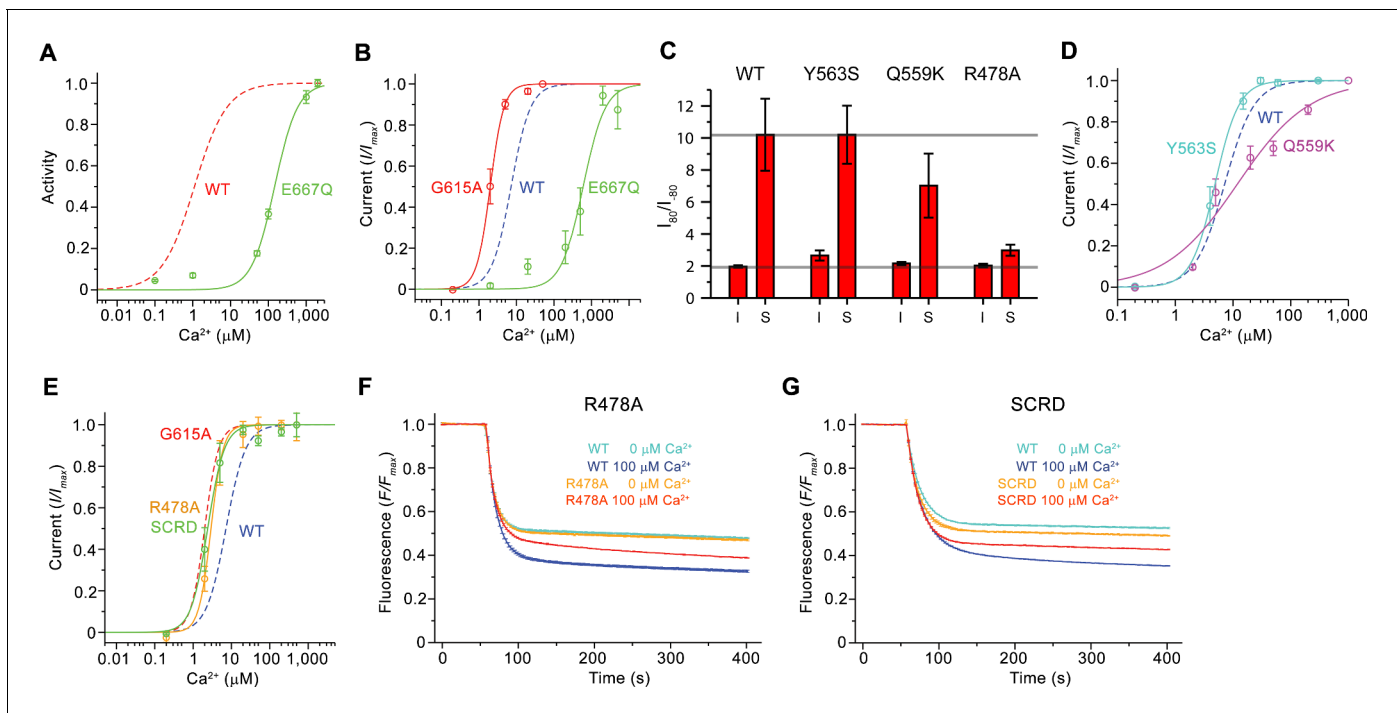 A
Activity
1.0
0.8
0.6
0.4
0.2
0
WT
E667Q
0.01 0.1 1 10 100 1,000
Ca²⁺ (μM)
B
Current (I/Imax)
1.0
0.8
0.6
0.4
0.2
0
G615A
WT
E667Q
0.01 0.1 1 10 100 1,000
Ca²⁺ (μM)
C
WT Y563S Q559K R478A
I80/I-80
12
10
8
6
4
2
0
I S I S I S I S
D
Current (I/Imax)
1.0
0.8
0.6
0.4
0.2
0
Y563S
WT
Q559K
0.1 1 10 100 1,000
Ca²⁺ (μM)
E
Current (I/Imax)
1.0
0.8
0.6
0.4
0.2
0
G615A
R478A
SCRD
WT
0.01 0.1 1 10 100 1,000
Ca²⁺ (μM)
F
R478A
Fluorescence (F/Fmax)
1.0
0.8
0.6
0.4
0.2
0
WT 0 μM Ca²⁺
WT 100 μM Ca²⁺
R478A 0 μM Ca²⁺
R478A 100 μM Ca²⁺
0 100 200 300 400
Time (s)
G
SCRD
Fluorescence (F/Fmax)
1.0
0.8
0.6
0.4
0.2
0
WT 0 μM Ca²⁺
WT 100 μM Ca²⁺
SCRD 0 μM Ca²⁺
SCRD 100 μM Ca²⁺
0 100 200 300 400
Time (s)